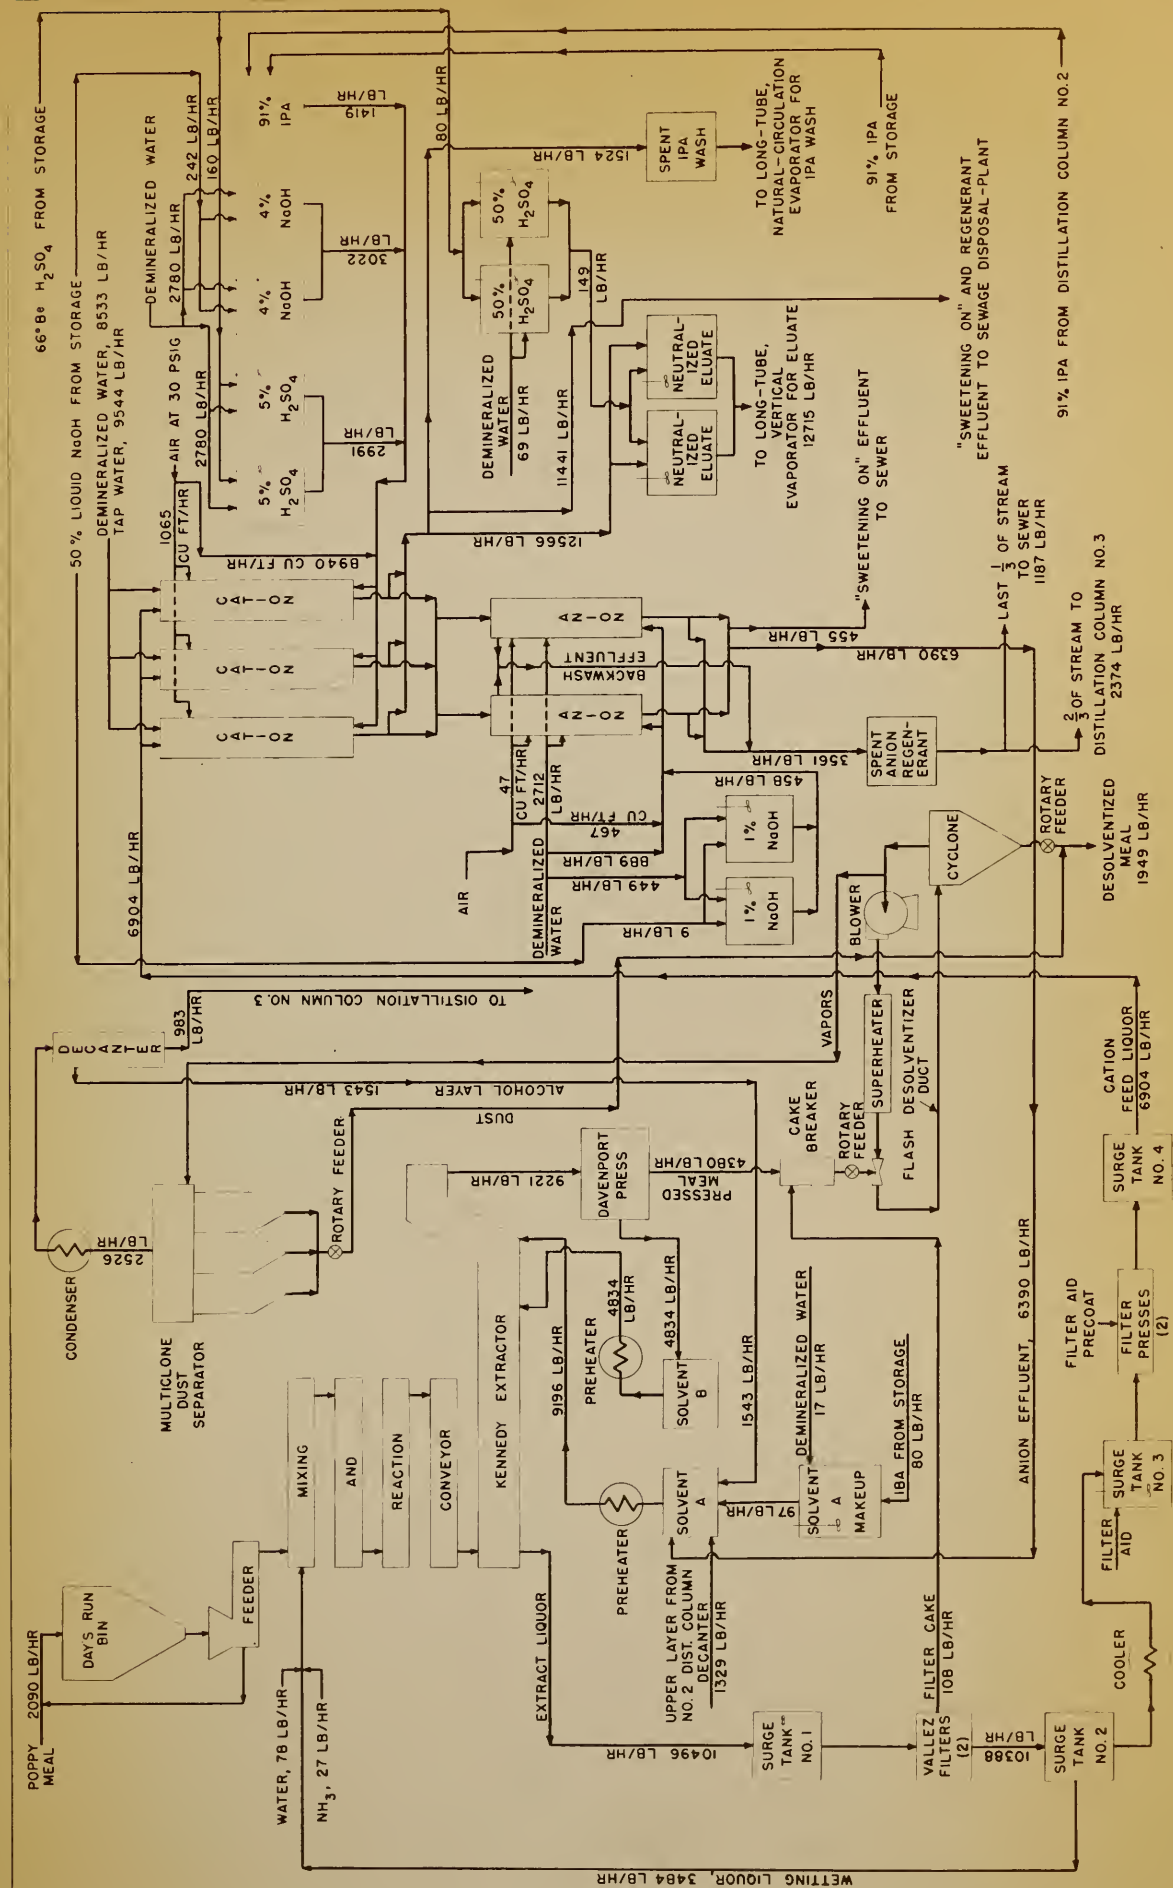 66° Be H2SO4 FROM STORAGE
50% LIQUID NaOH FROM STORAGE
DEMINERALIZED WATER, 8533 LB/HR
TAP WATER, 9544 LB/HR
DEMINERALIZED WATER
2780 LB/HR
242 LB/HR
160 LB/HR
AIR AT 30 PSIG
2780 LB/HR
1065
CU FT/HR
8940 CU FT/HR
5%
H2SO4
5%
H2SO4
2991
LB/HR
4%
NaOH
4%
NaOH
3022
LB/HR
91%
IPA
1419
LB/HR
80 LB/HR
CATION
CATION
CATION
6904 LB/HR
50%
H2SO4
50%
H2SO4
DEMINERALIZED
WATER
69 LB/HR
149
LB/HR
1524 LB/HR
SPENT
IPA
WASH
TO LONG-TUBE,
NATURAL-CIRCULATION
EVAPORATOR FOR
IPA WASH
91% IPA
FROM STORAGE
11441 LB/HR
12566 LB/HR
NEUTRAL-
IZED
ELUATE
NEUTRAL-
IZED
ELUATE
TO LONG-TUBE,
VERTICAL
EVAPORATOR FOR ELUATE
12715 LB/HR
"SWEETENING ON" AND REGENERANT
EFFLUENT TO SEWAGE DISPOSAL-PLANT
91% IPA FROM DISTILLATION COLUMN NO.2
ANION
ANION
BACKWASH
EFFLUENT
"SWEETENING ON" EFFLUENT
TO SEWER
455 LB/HR
6390 LB/HR
3561 LB/HR
SPENT
ANION
REGEN-
ERANT
LAST 1/3 OF STREAM
TO SEWER
1187 LB/HR
2/3 OF STREAM TO
DISTILLATION COLUMN NO.3
2374 LB/HR
AIR
47
CU FT/HR
2712
LB/HR
467
CU FT/HR
889 LB/HR
DEMINERALIZED
WATER
449 LB/HR
9 LB/HR
458 LB/HR
1%
NaOH
1%
NaOH
CYCLONE
BLOWER
ROTARY
FEEDER
DESOLVENTIZED
MEAL
1949 LB/HR
VAPORS
SUPERHEATER
FLASH DESOLVENTIZER
DUCT
CAKE
BREAKER
ROTARY
FEEDER
DECANTER
983
LB/HR
TO DISTILLATION COLUMN NO.3
1543 LB/HR
ALCOHOL LAYER
DUST
CONDENSER
2526
LB/HR
MULTICLONE
DUST
SEPARATOR
ROTARY FEEDER
9221 LB/HR
DAVENPORT
PRESS
PRESSED
MEAL
4380 LB/HR
4834 LB/HR
4834
LB/HR
PREHEATER
SOLVENT
B
9196 LB/HR
PREHEATER
SOLVENT
A
1543 LB/HR
DEMINERALIZED WATER
17 LB/HR
97 LB/HR
SOLVENT
A
MAKEUP
IBA FROM STORAGE
80 LB/HR
POPPY
MEAL
2090 LB/HR
DAY'S RUN
BIN
FEEDER
WATER, 78 LB/HR
NH3, 27 LB/HR
MIXING
AND
REACTION
CONVEYOR
KENNEDY EXTRACTOR
EXTRACT LIQUOR
UPPER LAYER FROM
NO. 2 DIST. COLUMN
DECANTER
1329 LB/HR
10496 LB/HR
SURGE
TANK
NO. 1
VALLEZ
FILTERS
(2)
FILTER CAKE
108 LB/HR
10388
LB/HR
SURGE
TANK
NO. 2
WETTING LIQUOR, 3484 LB/HR
COOLER
FILTER
AID
SURGE
TANK
NO. 3
FILTER AID
PRECOAT
FILTER
PRESSES
(2)
SURGE
TANK
NO. 4
CATION
FEED LIQUOR
6904 LB/HR
ANION EFFLUENT, 6390 LB/HR